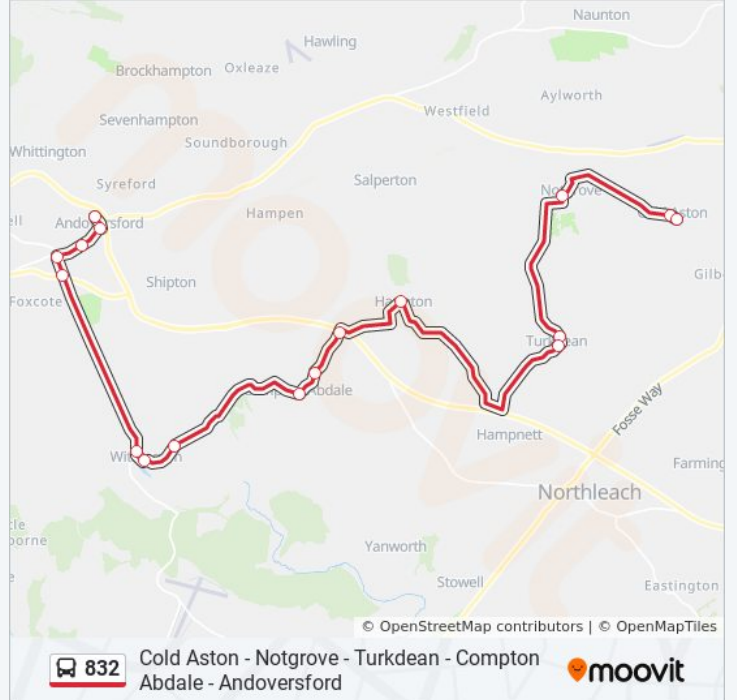 Naunton
Hawling
Brockhampton
Oxleaze
Aylworth
Westfield
Sevenhampton
Soundborough
Whittington
Salperton
Syreford
Hampen
Shipton
Foxcote
Hampnett
Fosse Way
Northleach
Yanworth
Stowell
Eastington
moovit
© OpenStreetMap contributors | © OpenMapTiles
832
Cold Aston - Notgrove - Turkdean - Compton
Abdale - Andoversford
moovit